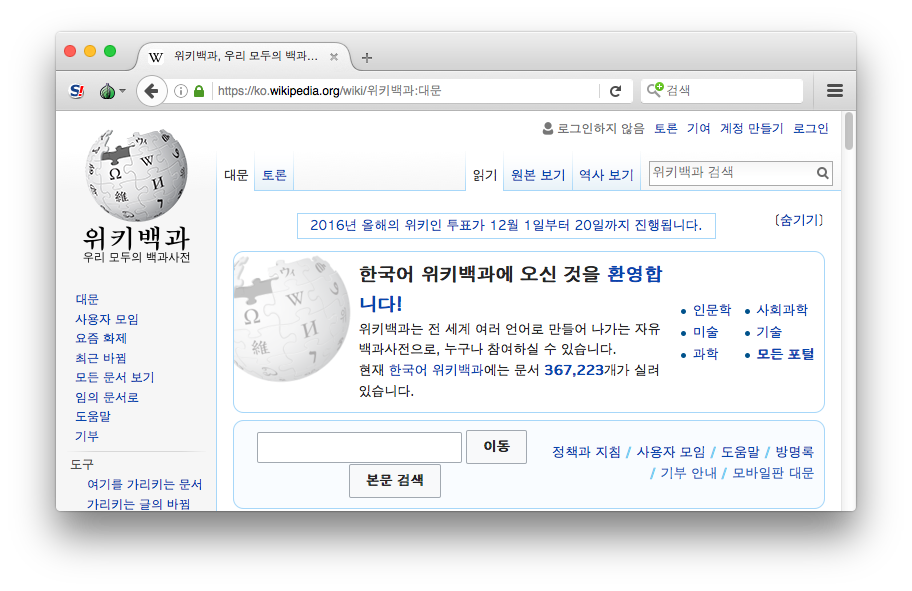 위키백과, 우리 모두의 백과…
https://ko.wikipedia.org/wiki/위키백과:대문
검색
로그인하지 않음 토론 기여 계정 만들기 로그인
대문 토론 읽기 원본 보기 역사 보기 위키백과 검색
위키백과
우리 모두의 백과사전
대문
사용자 모임
요즘 화제
최근 바뀜
모든 문서 보기
임의 문서로
도움말
기부
도구
여기를 가리키는 문서
가리키는 글의 바뀜
2016년 올해의 위키인 투표가 12월 1일부터 20일까지 진행됩니다.
[숨기기]
한국어 위키백과에 오신 것을 환영합
니다!
위키백과는 전 세계 여러 언어로 만들어 나가는 자유
백과사전으로, 누구나 참여하실 수 있습니다.
현재 한국어 위키백과에는 문서 367,223개가 실려
있습니다.
인문학 사회과학
미술 기술
과학 모든 포털
이동
본문 검색
정책과 지침 / 사용자 모임 / 도움말 / 방명록
/ 기부 안내 / 모바일판 대문